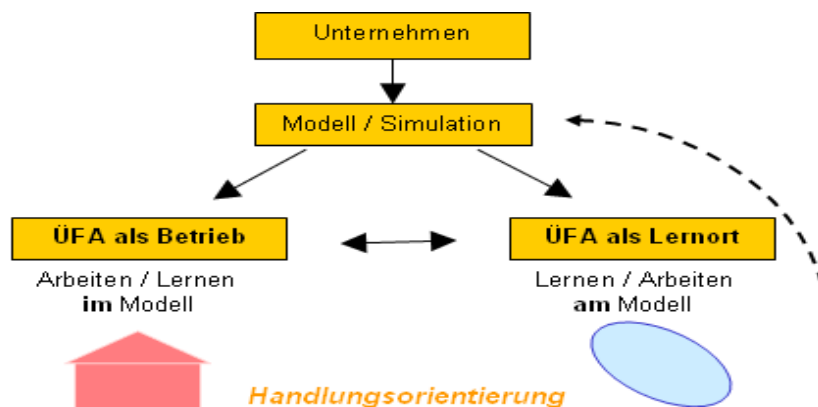 Unternehmen
Modell / Simulation
ÜFA als Betrieb
ÜFA als Lernort
Arbeiten / Lernen
im Modell
Lernen / Arbeiten
am Modell
Handlungsorientierung